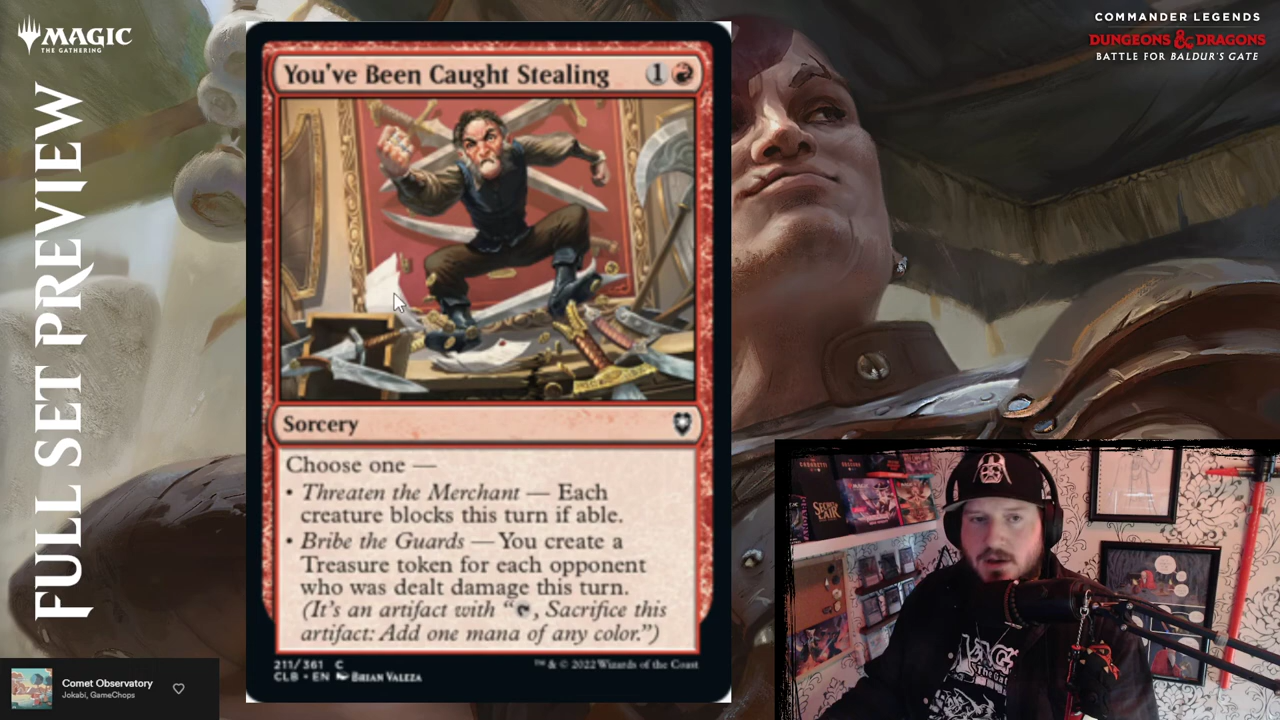 MAGIC
THE GATHERING
FULL SET PREVIEW
You've Been Caught Stealing 1
Sorcery
Choose one —
• Threaten the Merchant — Each
creature blocks this turn if able.
• Bribe the Guards — You create a
Treasure token for each opponent
who was dealt damage this turn.
(It's an artifact with “, Sacrifice this
artifact: Add one mana of any color.”)
211/361 C
CLB • EN BRIAN VALEZA
™ & © 2022 Wizards of the Coast
COMMANDER LEGENDS
DUNGEONS & DRAGONS
BATTLE FOR BALDUR'S GATE
SECRET
LAIR
Comet Observatory
Jokabi, GameChops